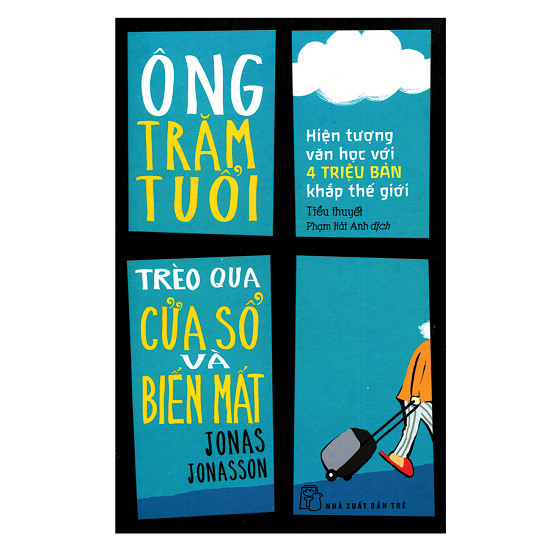 ÔNG
TRĂM
TUỔI
Hiện tượng
văn học với
4 TRIỆU BẢN
khắp thế giới
Tiểu thuyết
Phạm Hải Anh dịch
TRÈO QUA
CỬA SỔ
VÀ
BIẾN MẤT
JONAS
JONASSON
NHÀ XUẤT BẢN TRẺ